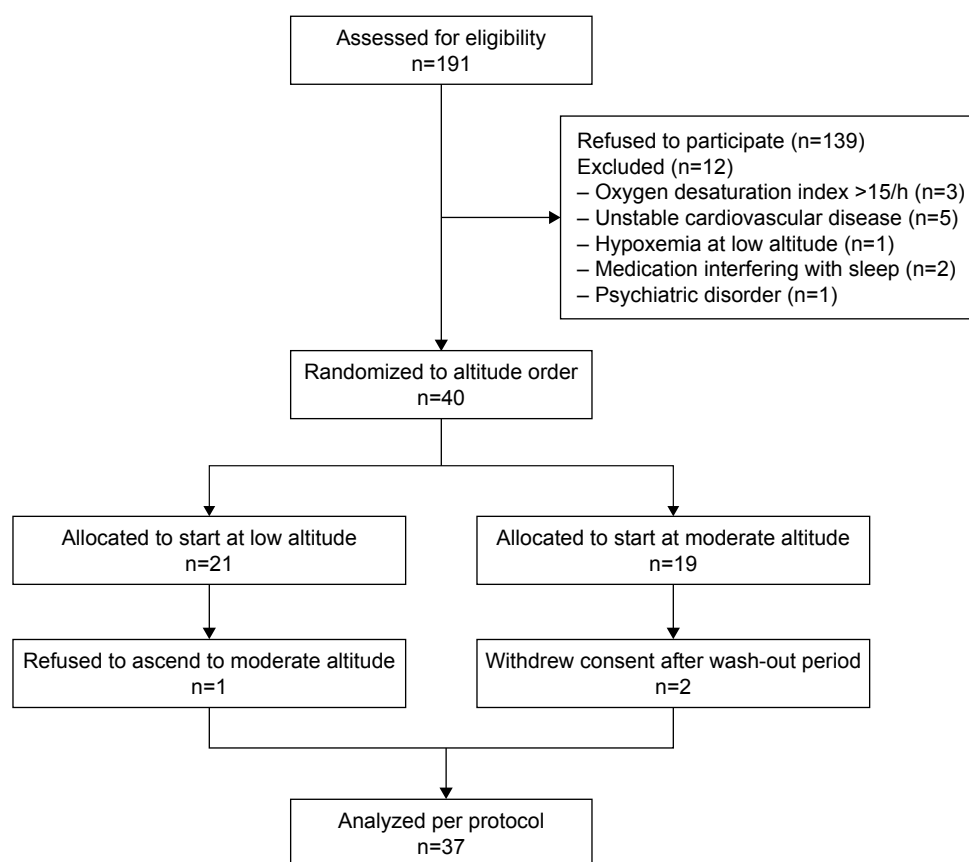 Assessed for eligibility
n=191
Refused to participate (n=139)
Excluded (n=12)
– Oxygen desaturation index >15/h (n=3)
– Unstable cardiovascular disease (n=5)
– Hypoxemia at low altitude (n=1)
– Medication interfering with sleep (n=2)
– Psychiatric disorder (n=1)
Randomized to altitude order
n=40
Allocated to start at low altitude
n=21
Allocated to start at moderate altitude
n=19
Refused to ascend to moderate altitude
n=1
Withdrew consent after wash-out period
n=2
Analyzed per protocol
n=37